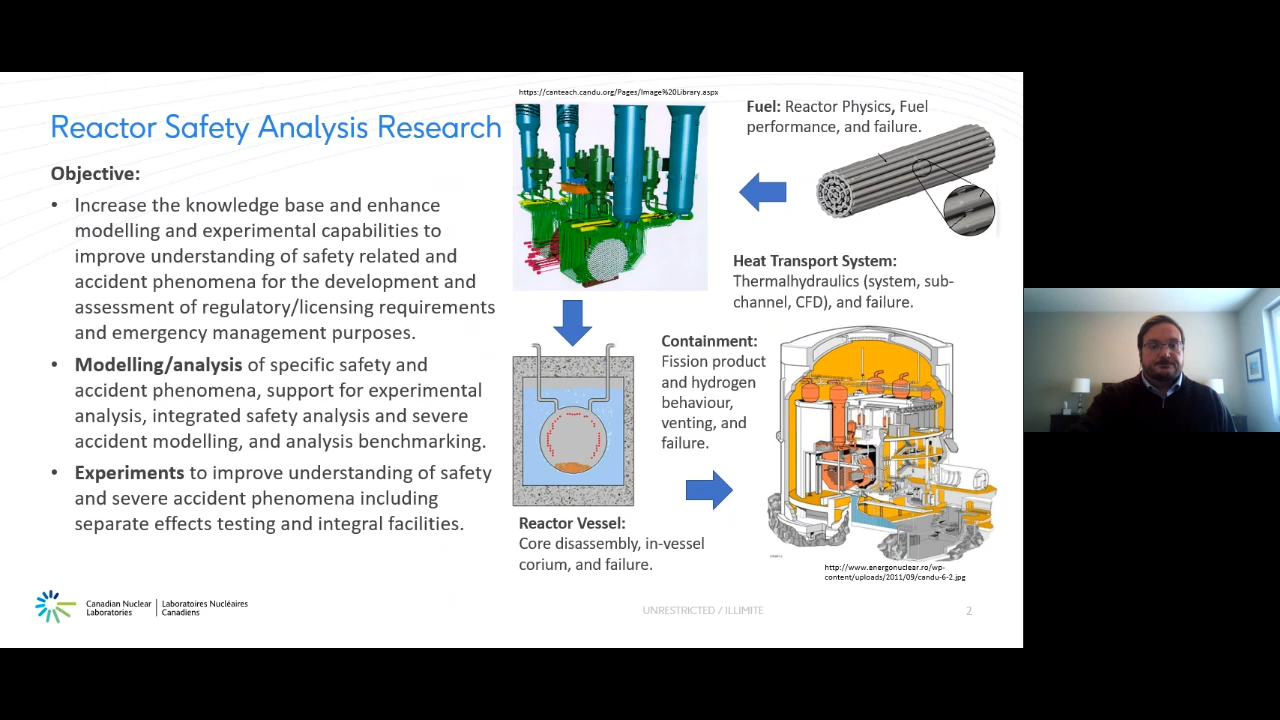 Reactor Safety Analysis Research
Objective:
• Increase the knowledge base and enhance
modelling and experimental capabilities to
improve understanding of safety related and
accident phenomena for the development and
assessment of regulatory/licensing requirements
and emergency management purposes.
• Modelling/analysis of specific safety and
accident phenomena, support for experimental
analysis, integrated safety analysis and severe
accident modelling, and analysis benchmarking.
• Experiments to improve understanding of safety
and severe accident phenomena including
separate effects testing and integral facilities.
https://canteach.candu.org/Pages/Image%20Library.aspx
Fuel: Reactor Physics, Fuel
performance, and failure.
Heat Transport System:
Thermalhydraulics (system, sub-
channel, CFD), and failure.
Containment:
Fission product
and hydrogen
behaviour,
venting, and
failure.
Reactor Vessel:
Core disassembly, in-vessel
corium, and failure.
http://www.energonuclear.ro/wp-
content/uploads/2011/09/candu-6-2.jpg
Canadian Nuclear
Laboratories
Laboratoires Nucléaires
Canadiens
UNRESTRICTED / ILLIMITE
2